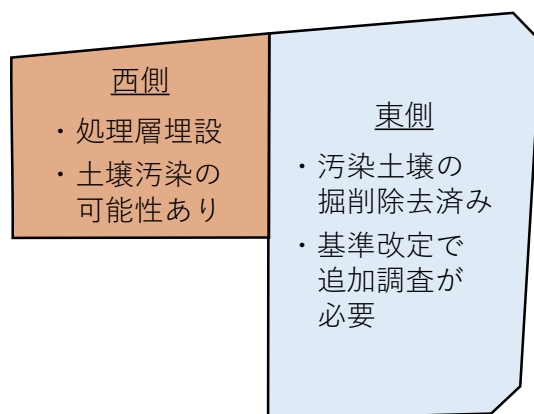 西側
・処理層埋設
・土壌汚染の
可能性あり
東側
・汚染土壌の
掘削除去済み
・基準改定で
追加調査が
必要